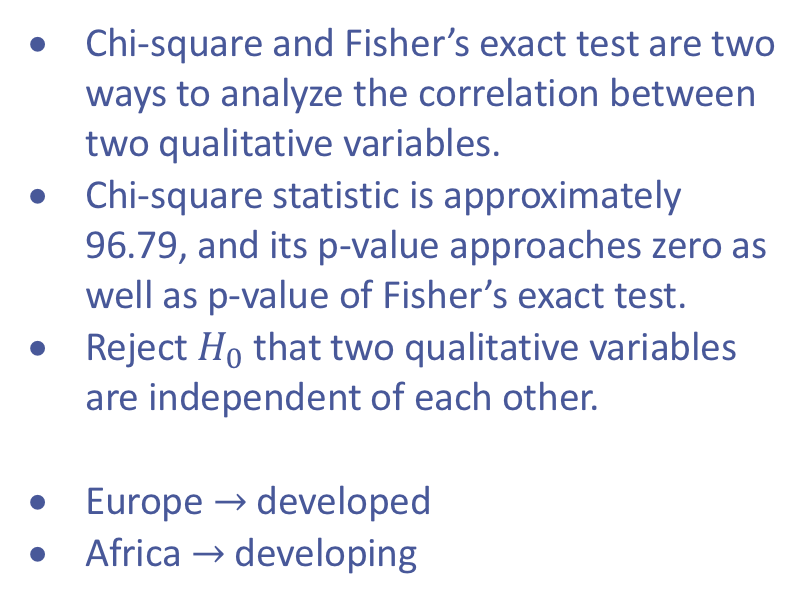 • Chi-square and Fisher’s exact test are two
ways to analyze the correlation between
two qualitative variables.
• Chi-square statistic is approximately
96.79, and its p-value approaches zero as
well as p-value of Fisher’s exact test.
• Reject H₀ that two qualitative variables
are independent of each other.
• Europe → developed
• Africa → developing